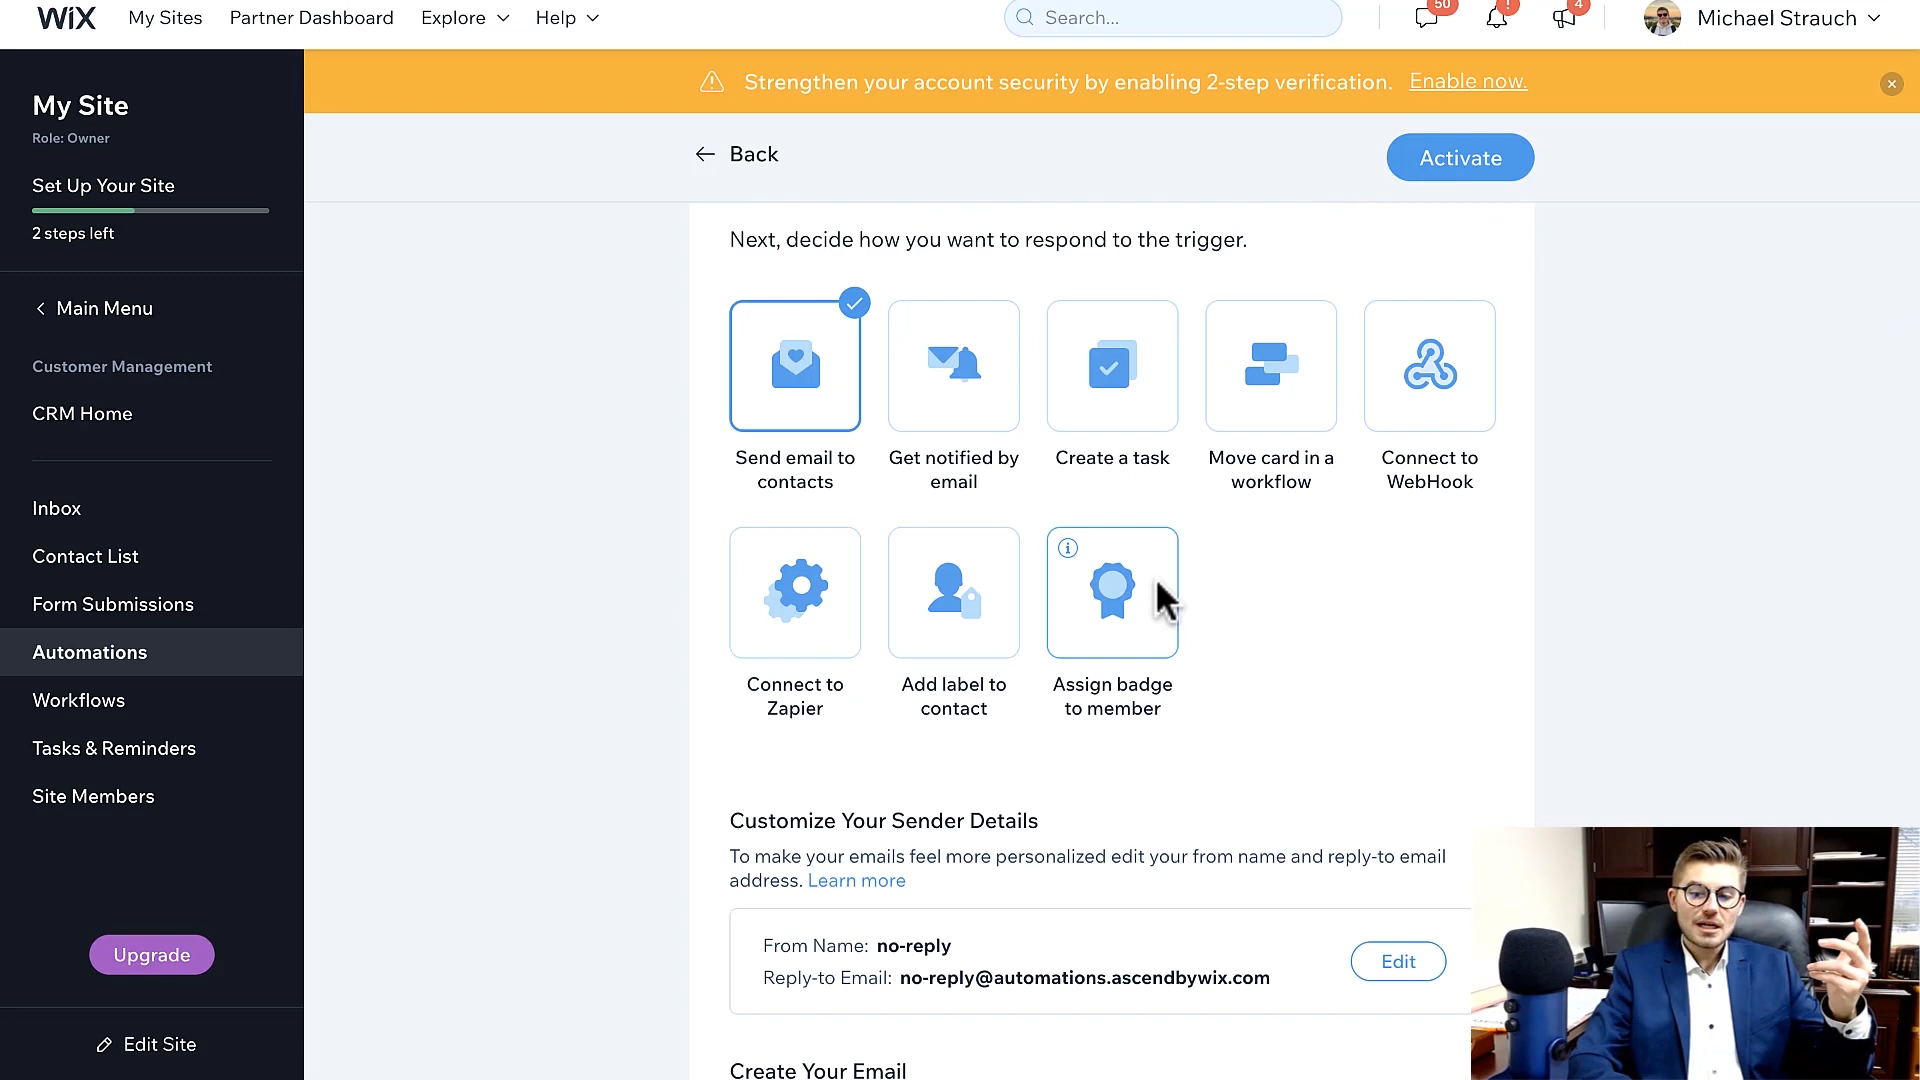 WiX
My Sites
Partner Dashboard
Explore
Help
Search...
50
!
4
Michael Strauch
Strengthen your account security by enabling 2-step verification. Enable now.
My Site
Role: Owner
Set Up Your Site
2 steps left
Main Menu
Customer Management
CRM Home
Inbox
Contact List
Form Submissions
Automations
Workflows
Tasks & Reminders
Site Members
Upgrade
Edit Site
Back
Activate
Next, decide how you want to respond to the trigger.
Send email to
contacts
Get notified by
email
Create a task
Move card in a
workflow
Connect to
WebHook
Connect to
Zapier
Add label to
contact
Assign badge
to member
Customize Your Sender Details
To make your emails feel more personalized edit your from name and reply-to email
address. Learn more
From Name: no-reply
Reply-to Email: no-reply@automations.ascendbywix.com
Edit
Create Your Email